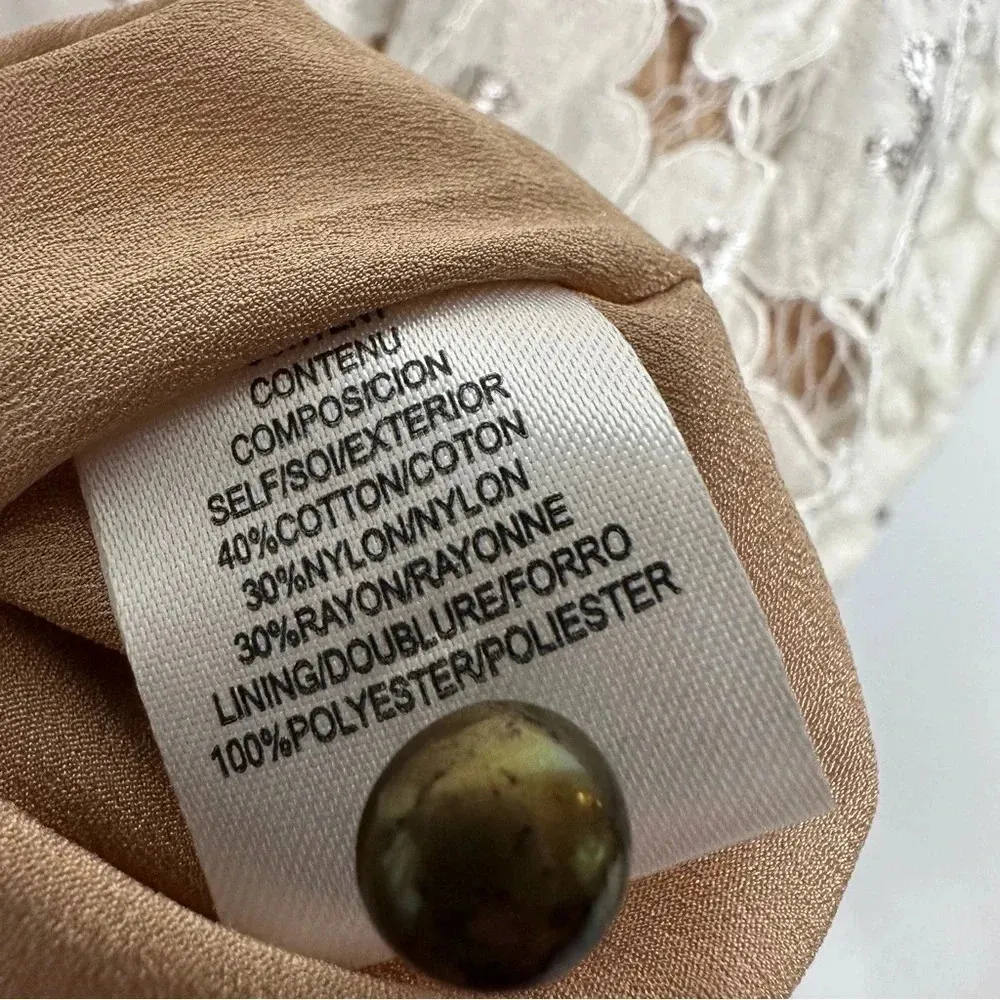 CONTENU
COMPOSICION
SELF/SOI/EXTERIOR
40%COTTON/COTON
30%NYLON/NYLON
30%RAYON/RAYONNE
LINING/DOUBLURE/FORRO
100%POLYESTER/POLIESTER